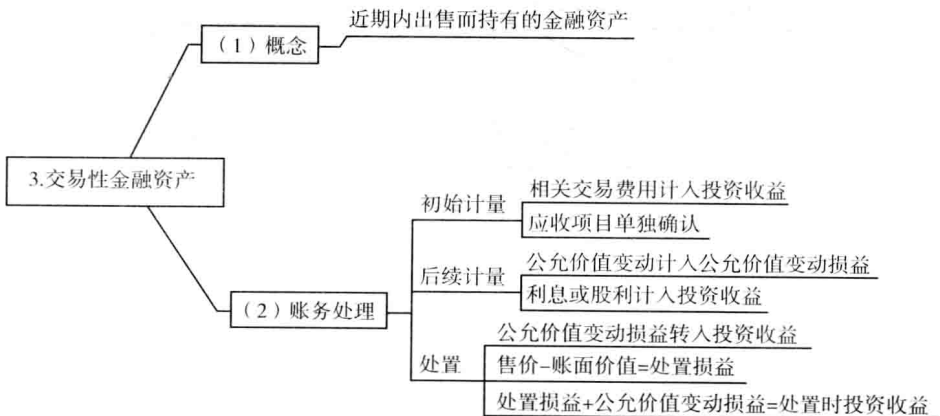 近期内出售而持有的金融资产
（1）概念
3.交易性金融资产
（2）账务处理
初始计量
相关交易费用计入投资收益
应收项目单独确认
后续计量
公允价值变动计入公允价值变动损益
利息或股利计入投资收益
处置
公允价值变动损益转入投资收益
售价-账面价值=处置损益
处置损益+公允价值变动损益=处置时投资收益